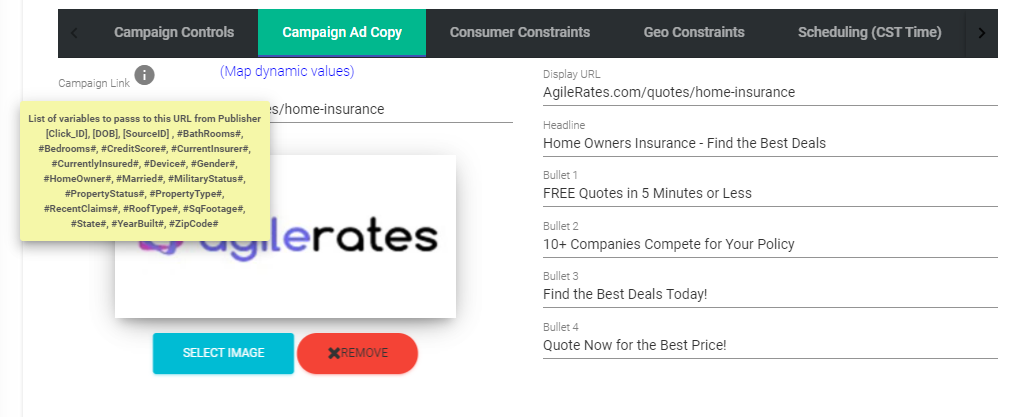 Campaign Controls
Campaign Ad Copy
Consumer Constraints
Geo Constraints
Scheduling (CST Time)
Campaign Link
(Map dynamic values)
es/home-insurance
List of variables to passs to this URL from Publisher
[Click_ID], [DOB], [SourceID] , #BathRooms#,
#Bedrooms#, #CreditScore#, #CurrentInsurer#,
#CurrentlyInsured#, #Device#, #Gender#,
#HomeOwner#, #Married#, #MilitaryStatus#,
#PropertyStatus#, #PropertyType#,
#RecentClaims#, #RoofType#, #SqFootage#,
#State#, #YearBuilt#, #ZipCode#
agilerates
SELECT IMAGE
REMOVE
Display URL
AgileRates.com/quotes/home-insurance
Headline
Home Owners Insurance - Find the Best Deals
Bullet 1
FREE Quotes in 5 Minutes or Less
Bullet 2
10+ Companies Compete for Your Policy
Bullet 3
Find the Best Deals Today!
Bullet 4
Quote Now for the Best Price!